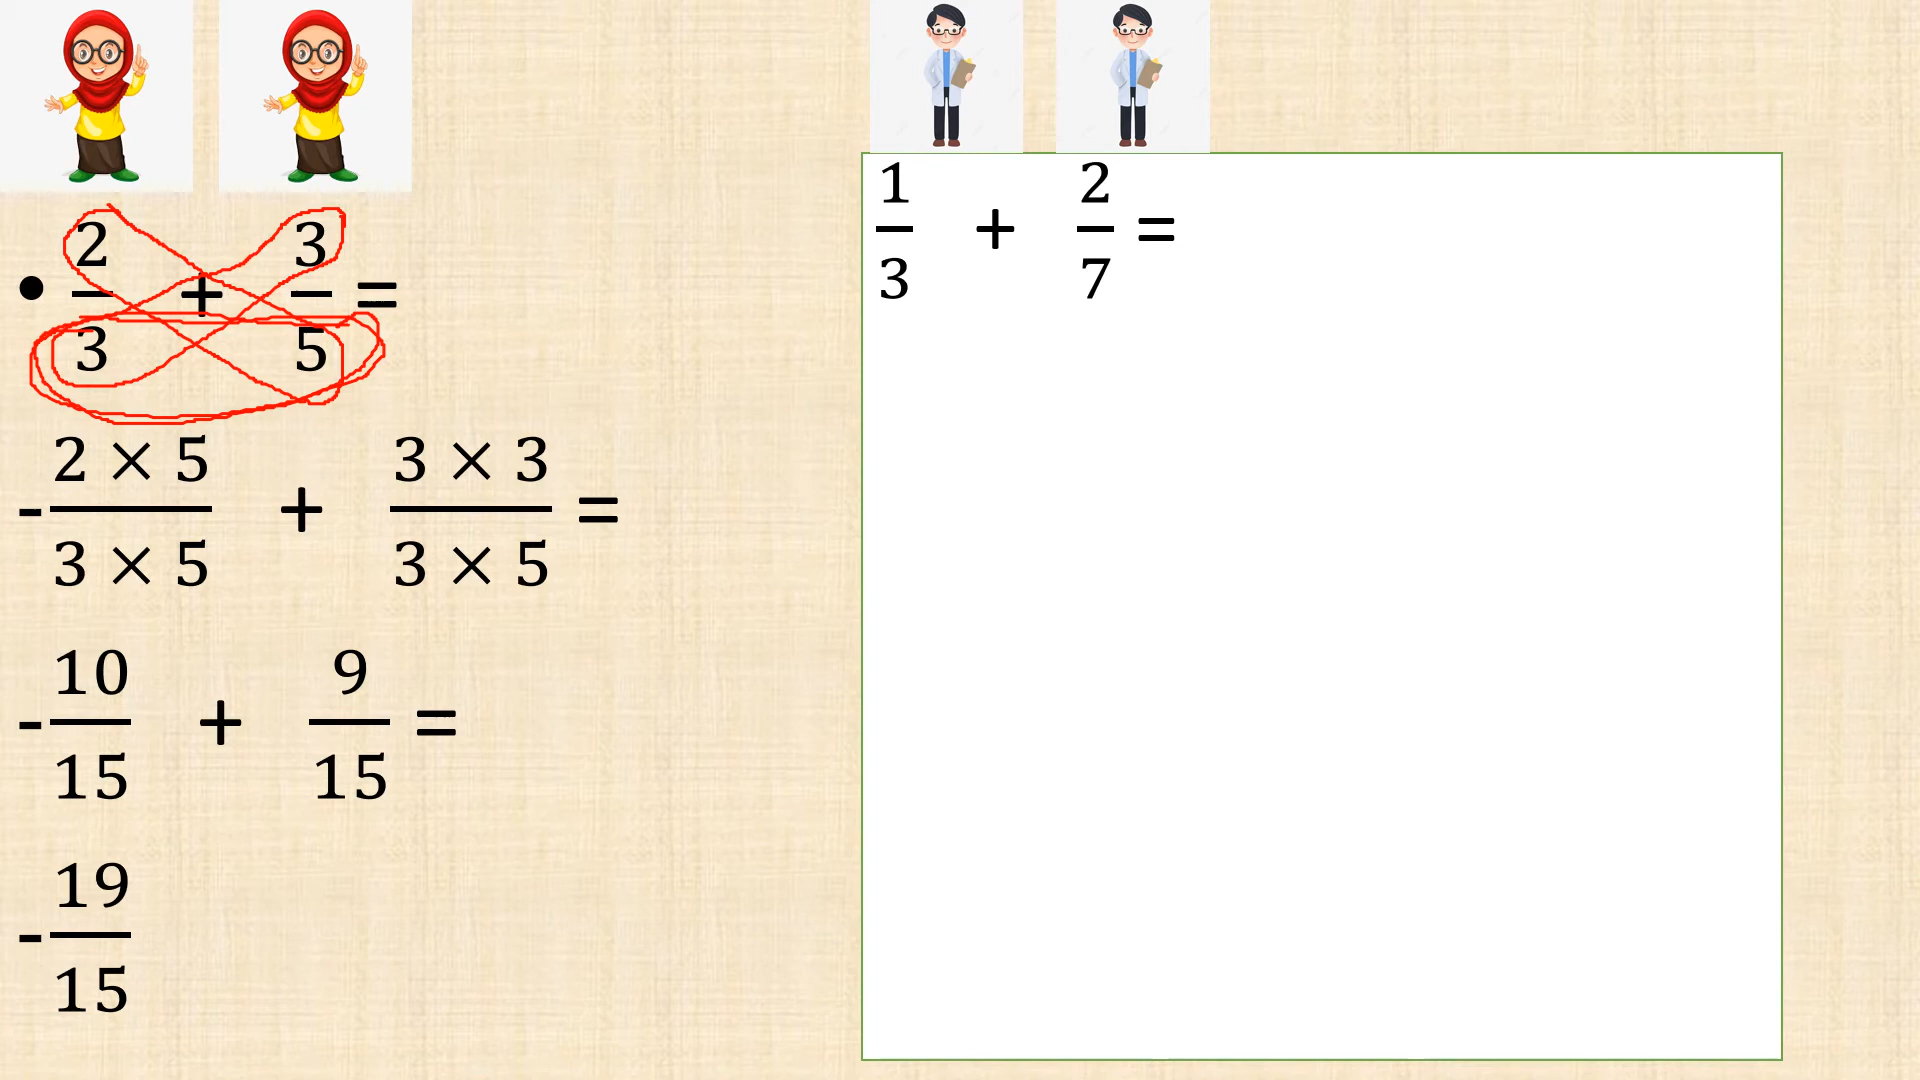 • 2/3 + 3/5 =
- 2 × 5/3 × 5 + 3 × 3/3 × 5 =
- 10/15 + 9/15 =
- 19/15
1/3 + 2/7 =